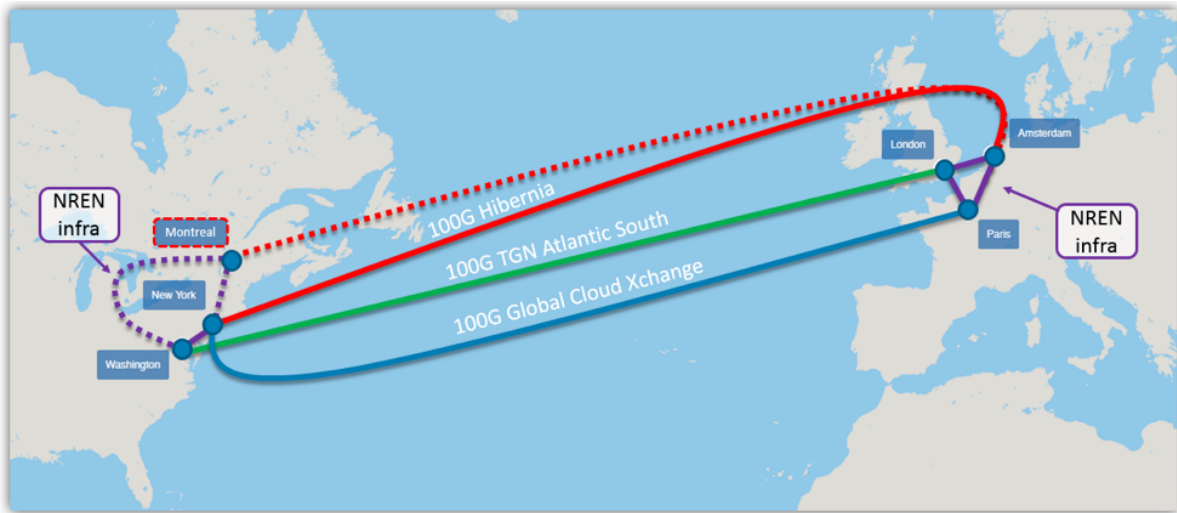 NREN
infra
Montreal
New York
Washington
100G Hibernia
100G TGN Atlantic South
100G Global Cloud Xchange
London
Amsterdam
Paris
NREN
infra